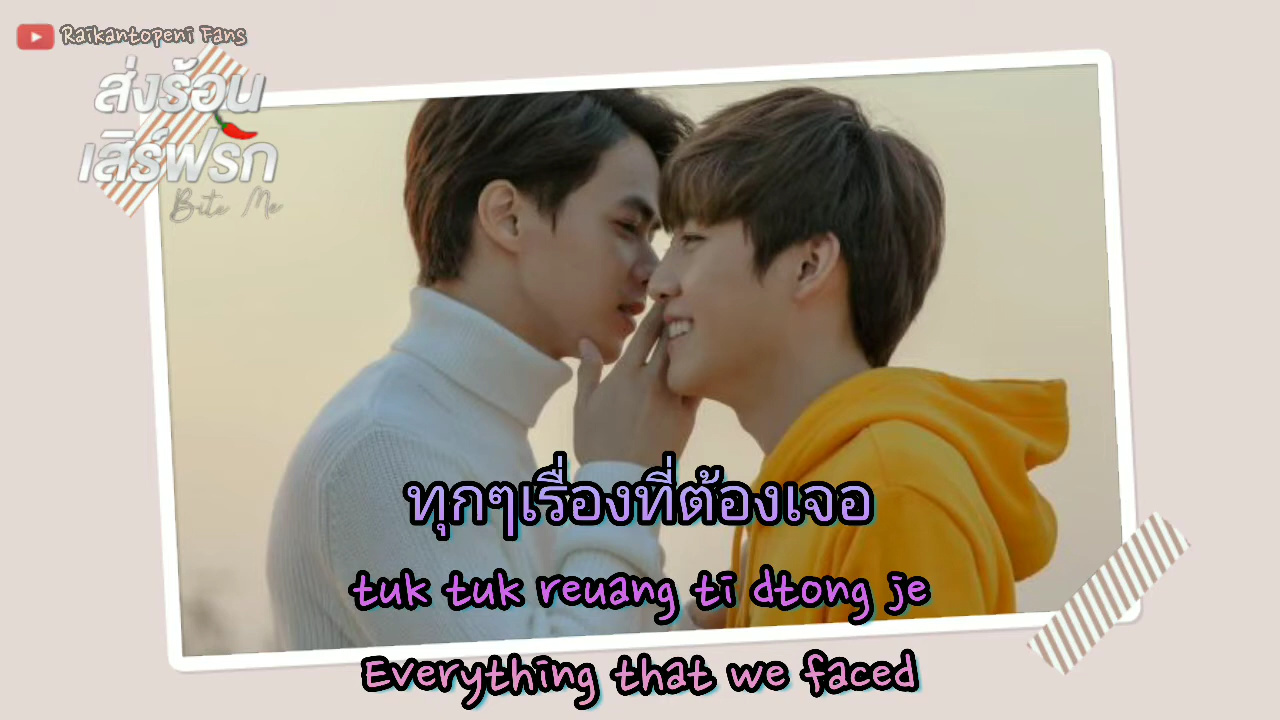 Raikantopeni Fans
ส่งร้อน
เสิร์ฟรัก
Bite Me
ทุกๆเรื่องที่ต้องเจอ
tuk tuk reuang ti dtong je
Everything that we faced